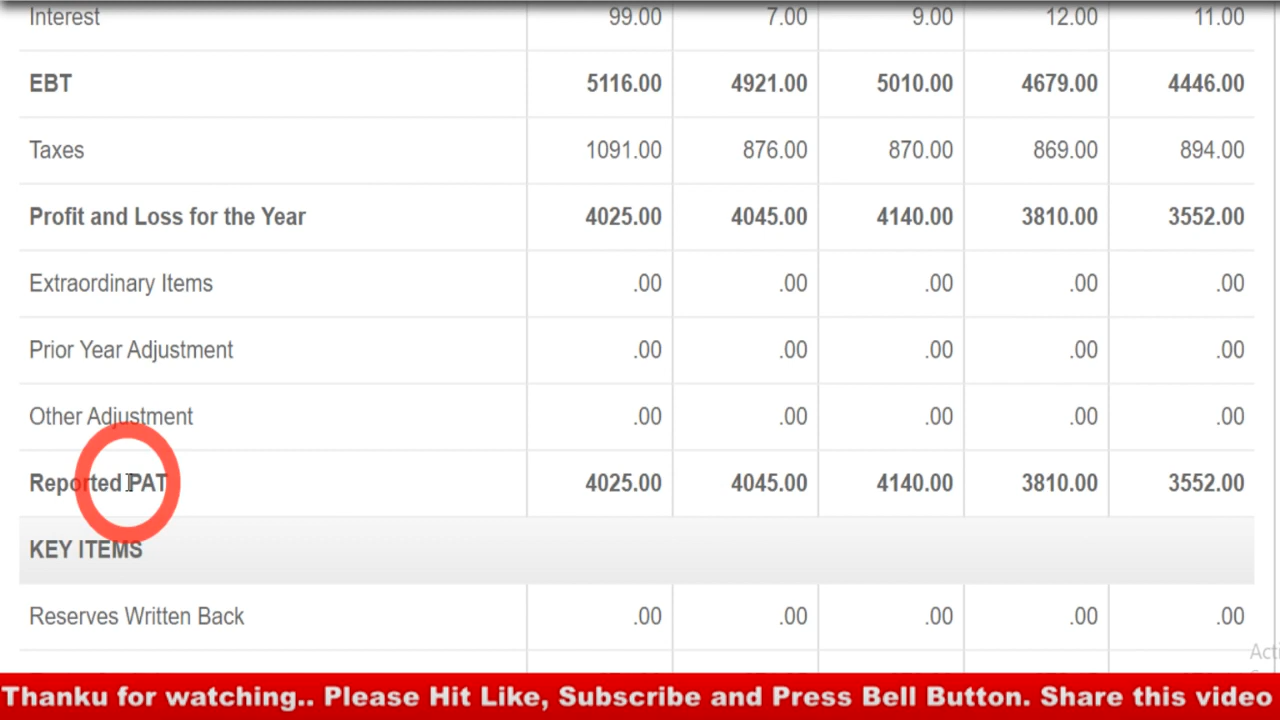 Interest 99.00 7.00 9.00 12.00 11.00
EBT 5116.00 4921.00 5010.00 4679.00 4446.00
Taxes 1091.00 876.00 870.00 869.00 894.00
Profit and Loss for the Year 4025.00 4045.00 4140.00 3810.00 3552.00
Extraordinary Items .00 .00 .00 .00 .00
Prior Year Adjustment .00 .00 .00 .00 .00
Other Adjustment .00 .00 .00 .00 .00
Reported PAT 4025.00 4045.00 4140.00 3810.00 3552.00
KEY ITEMS
Reserves Written Back .00 .00 .00 .00 .00
Thanku for watching.. Please Hit Like, Subscribe and Press Bell Button. Share this video